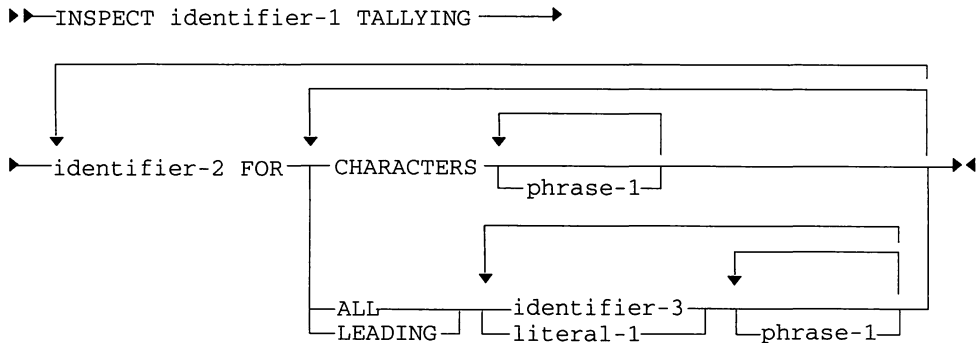 INSPECT identifier-1 TALLYING
identifier-2 FOR CHARACTERS
phrase-1
ALL identifier-3
LEADING literal-1 phrase-1